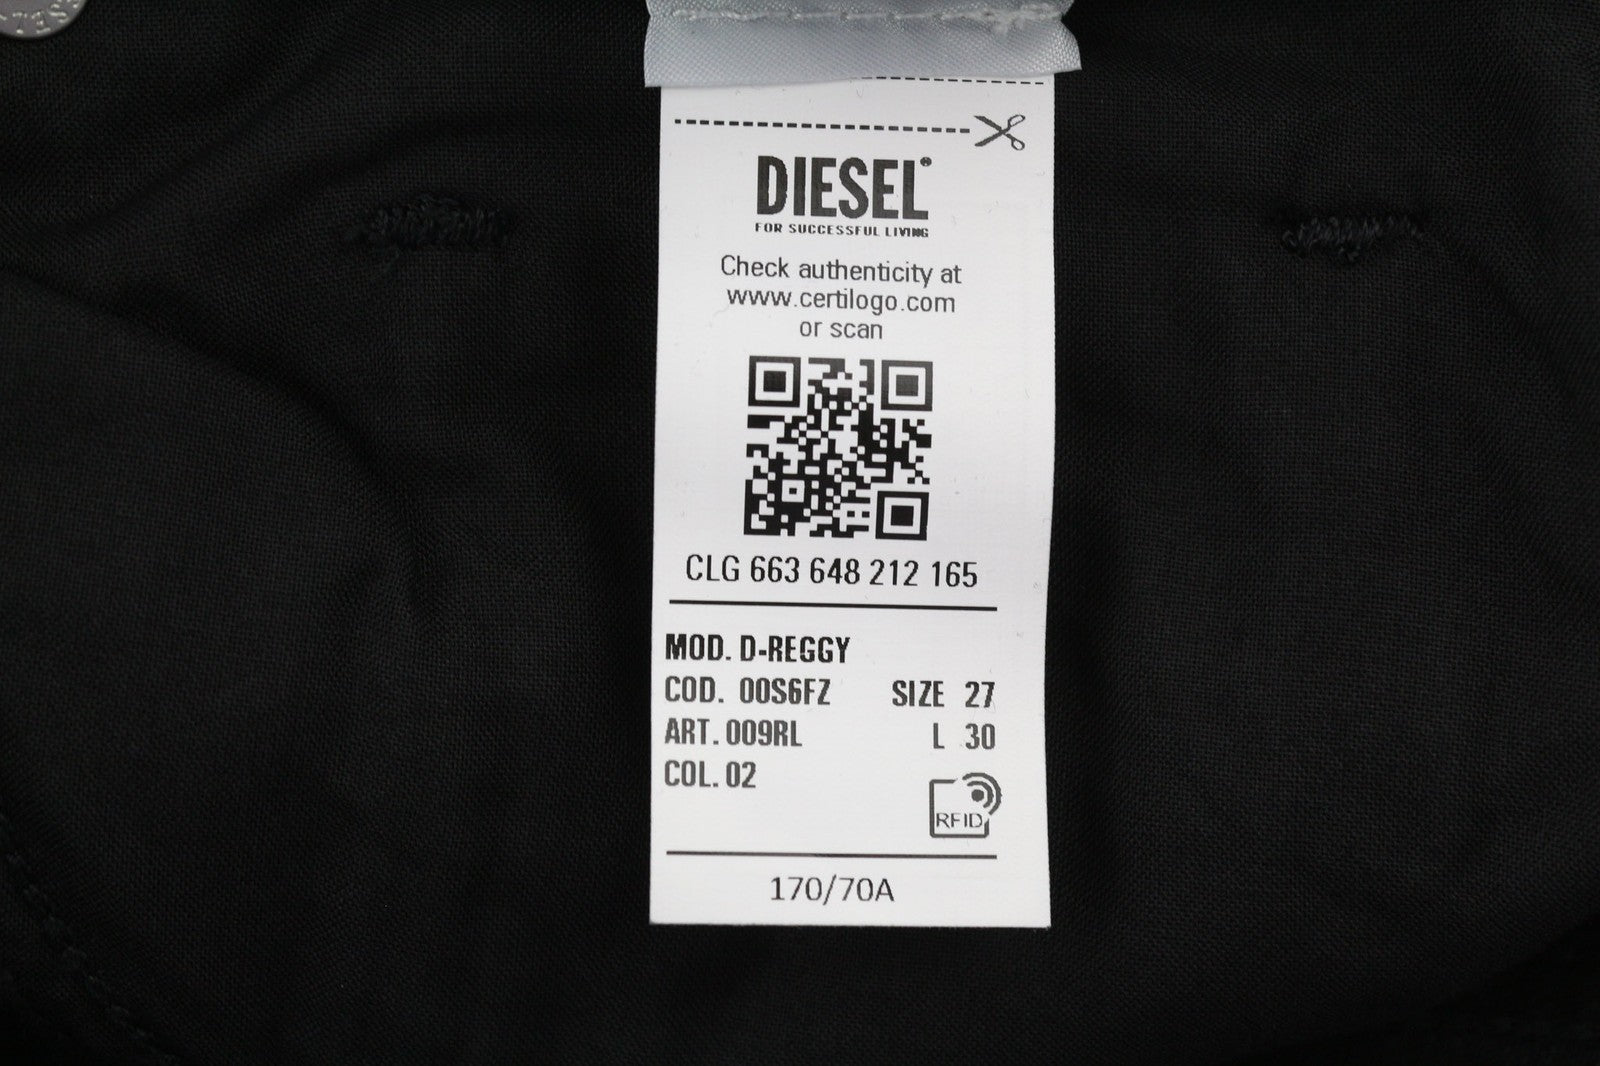 DIESEL®
FOR SUCCESSFUL LIVING
Check authenticity at
www.certilogo.com
or scan
CLG 663 648 212 165
MOD. D-REGGY
COD. 00S6FZ SIZE 27
ART. 009RL L 30
COL. 02
RFID
170/70A